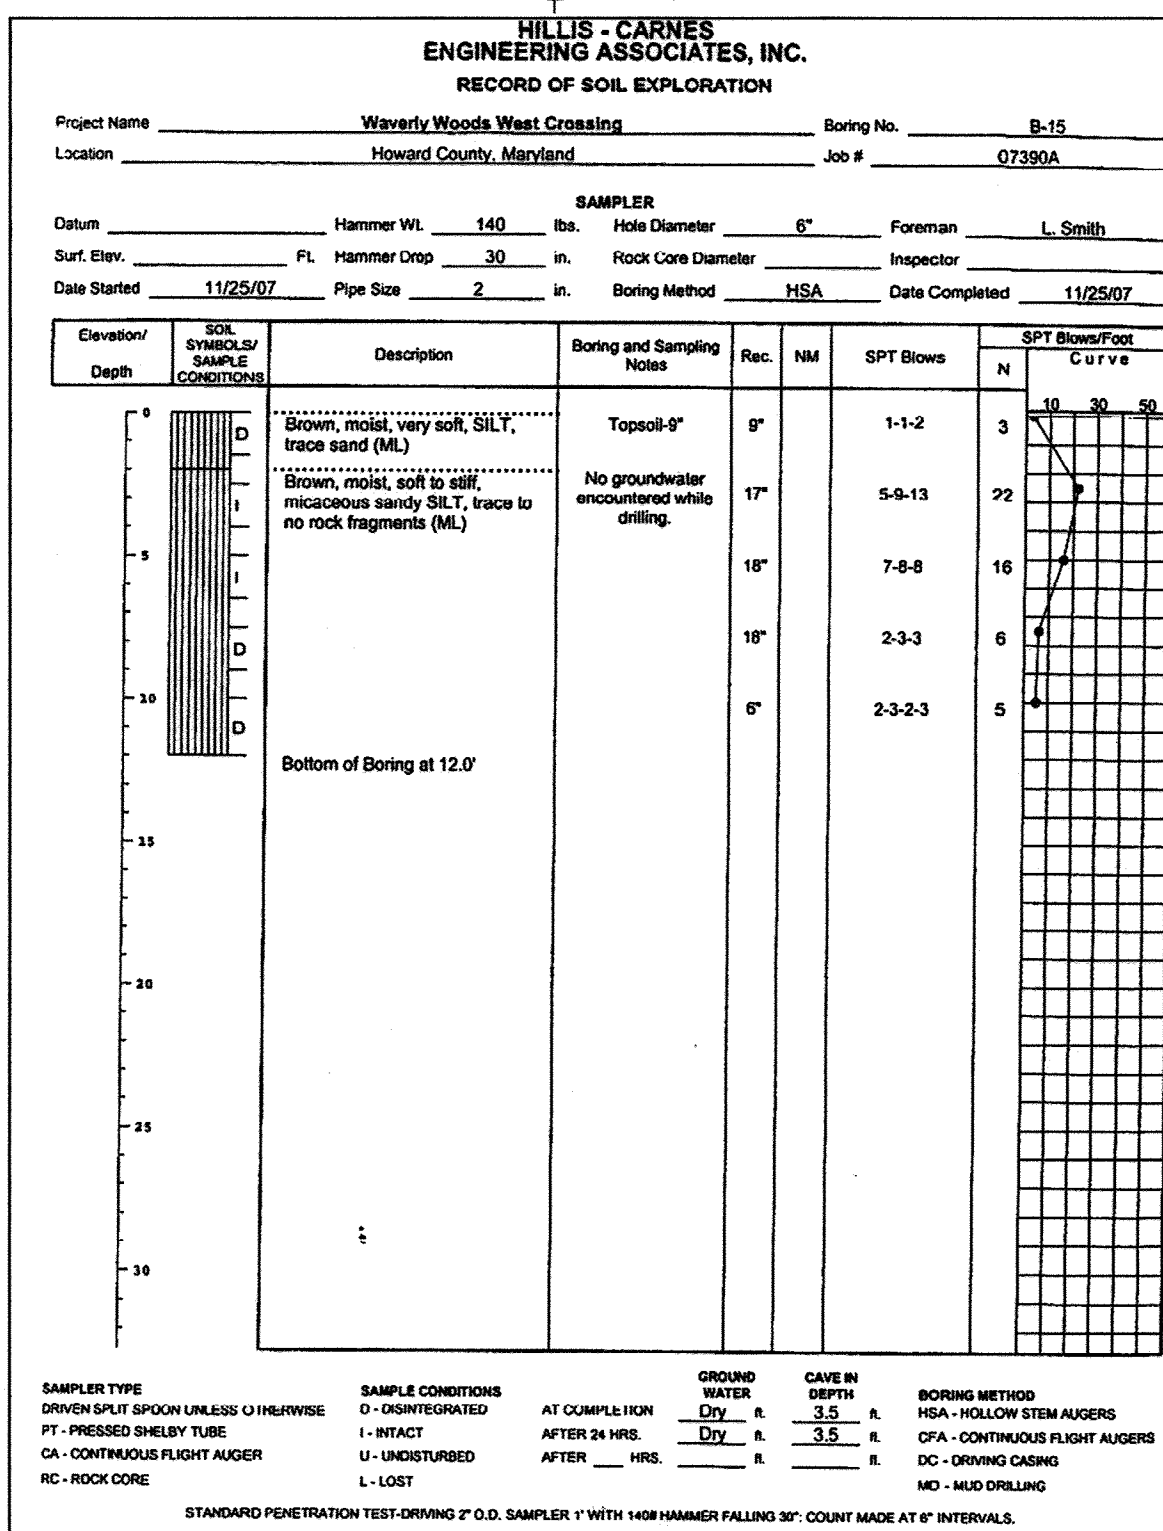 HILLIS - CARNES
ENGINEERING ASSOCIATES, INC.
RECORD OF SOIL EXPLORATION
Project Name Waverly Woods West Crossing Boring No. B-15
Location Howard County, Maryland Job # 07390A
SAMPLER
Datum Hammer Wt. 140 lbs. Hole Diameter 6" Foreman L. Smith
Surf. Elev. Ft. Hammer Drop 30 in. Rock Core Diameter Inspector
Date Started 11/25/07 Pipe Size 2 in. Boring Method HSA Date Completed 11/25/07
Elevation/ Depth SOIL SYMBOLS/ SAMPLE CONDITIONS Description Boring and Sampling Notes Rec. NM SPT Blows SPT Blows/Foot N Curve
10 30 50
0 D Brown, moist, very soft, SILT, Topsoil-9" 9" 1-1-2 3
trace sand (ML)
Brown, moist, soft to stiff, No groundwater
I micaceous sandy SILT, trace to encountered while 17" 5-9-13 22
no rock fragments (ML) drilling.
5 I 18" 7-8-8 16
D 18" 2-3-3 6
10 D 6" 2-3-2-3 5
Bottom of Boring at 12.0'
15
20
25
30
GROUND WATER CAVE IN DEPTH
SAMPLER TYPE SAMPLE CONDITIONS BORING METHOD
DRIVEN SPLIT SPOON UNLESS OTHERWISE D - DISINTEGRATED AT COMPLETION Dry ft. 3.5 ft. HSA - HOLLOW STEM AUGERS
PT - PRESSED SHELBY TUBE I - INTACT AFTER 24 HRS. Dry ft. 3.5 ft. CFA - CONTINUOUS FLIGHT AUGERS
CA - CONTINUOUS FLIGHT AUGER U - UNDISTURBED AFTER HRS. ft. ft. DC - DRIVING CASING
RC - ROCK CORE L - LOST MD - MUD DRILLING
STANDARD PENETRATION TEST-DRIVING 2" O.D. SAMPLER 1' WITH 140# HAMMER FALLING 30": COUNT MADE AT 6" INTERVALS.